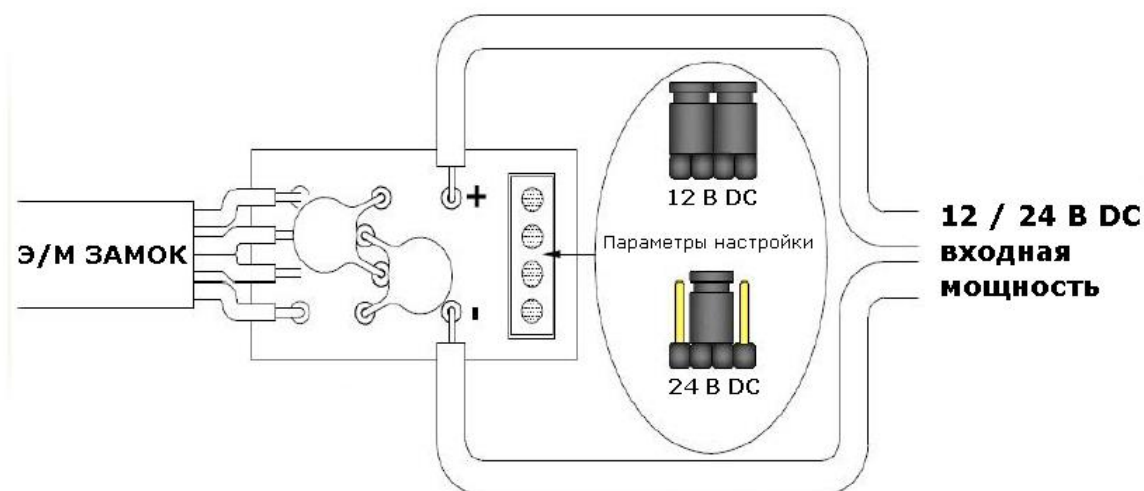 12 В DC
+
Э/М ЗАМОК
Параметры настройки
12 / 24 В DC
входная
мощность
-
24 В DC